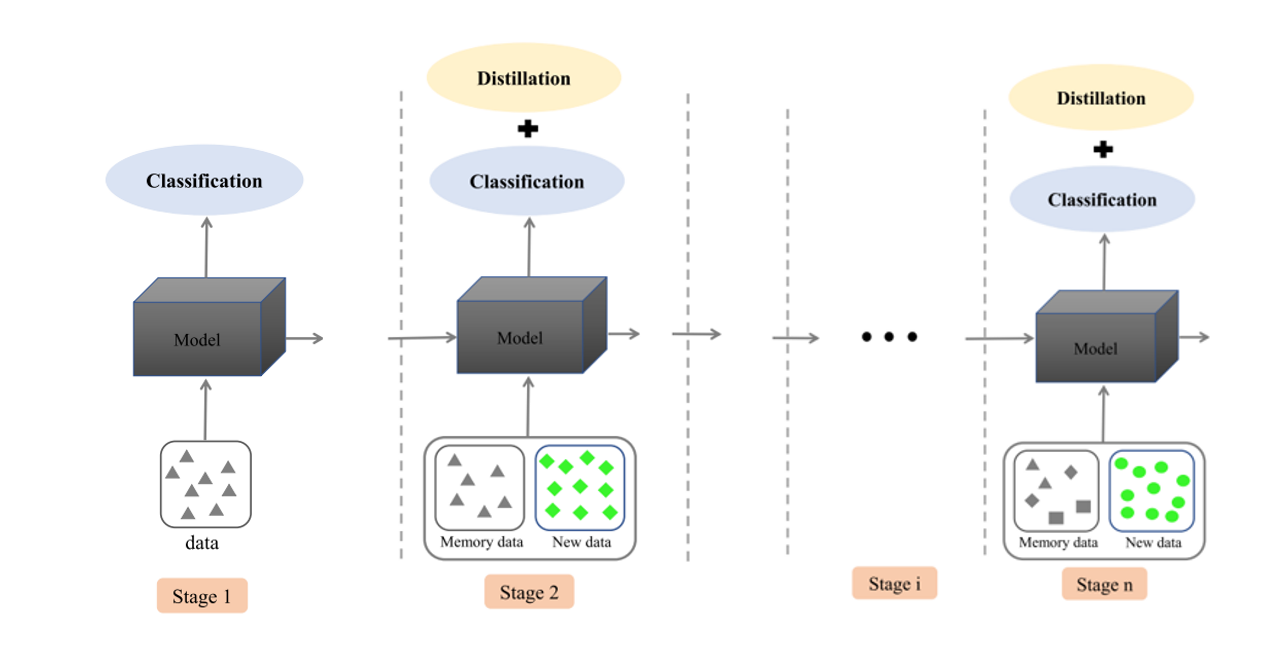 Classification
Model
data
Stage 1
Distillation
Classification
Model
Memory data
New data
Stage 2
Stage i
Distillation
Classification
Model
Memory data
New data
Stage n